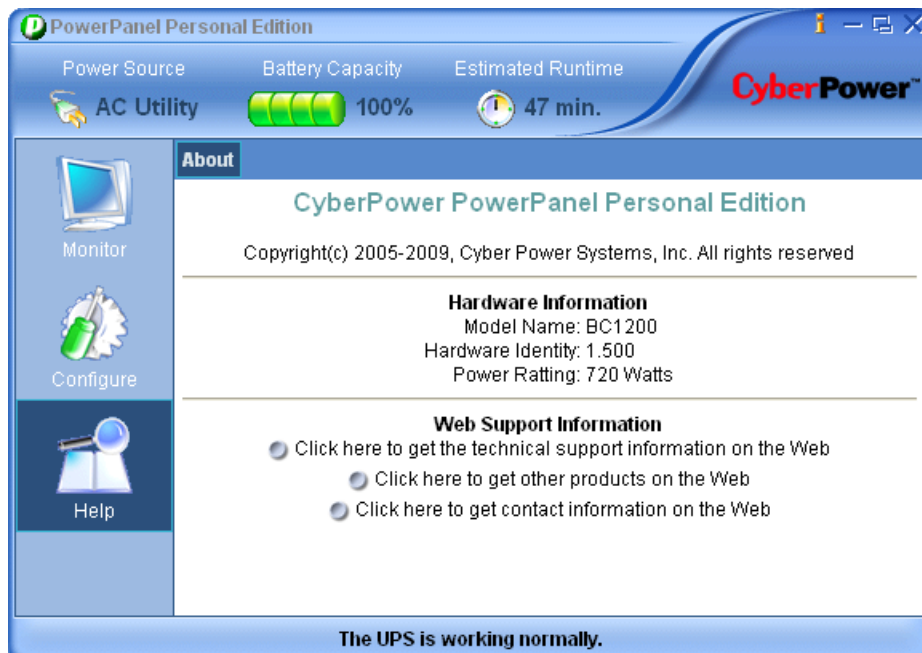 PowerPanel Personal Edition
Power Source Battery Capacity Estimated Runtime
AC Utility 100% 47 min.
CyberPower™
About
Monitor
Configure
Help
CyberPower PowerPanel Personal Edition
Copyright(c) 2005-2009, Cyber Power Systems, Inc. All rights reserved
Hardware Information
Model Name: BC1200
Hardware Identity: 1.500
Power Ratting: 720 Watts
Web Support Information
Click here to get the technical support information on the Web
Click here to get other products on the Web
Click here to get contact information on the Web
The UPS is working normally.